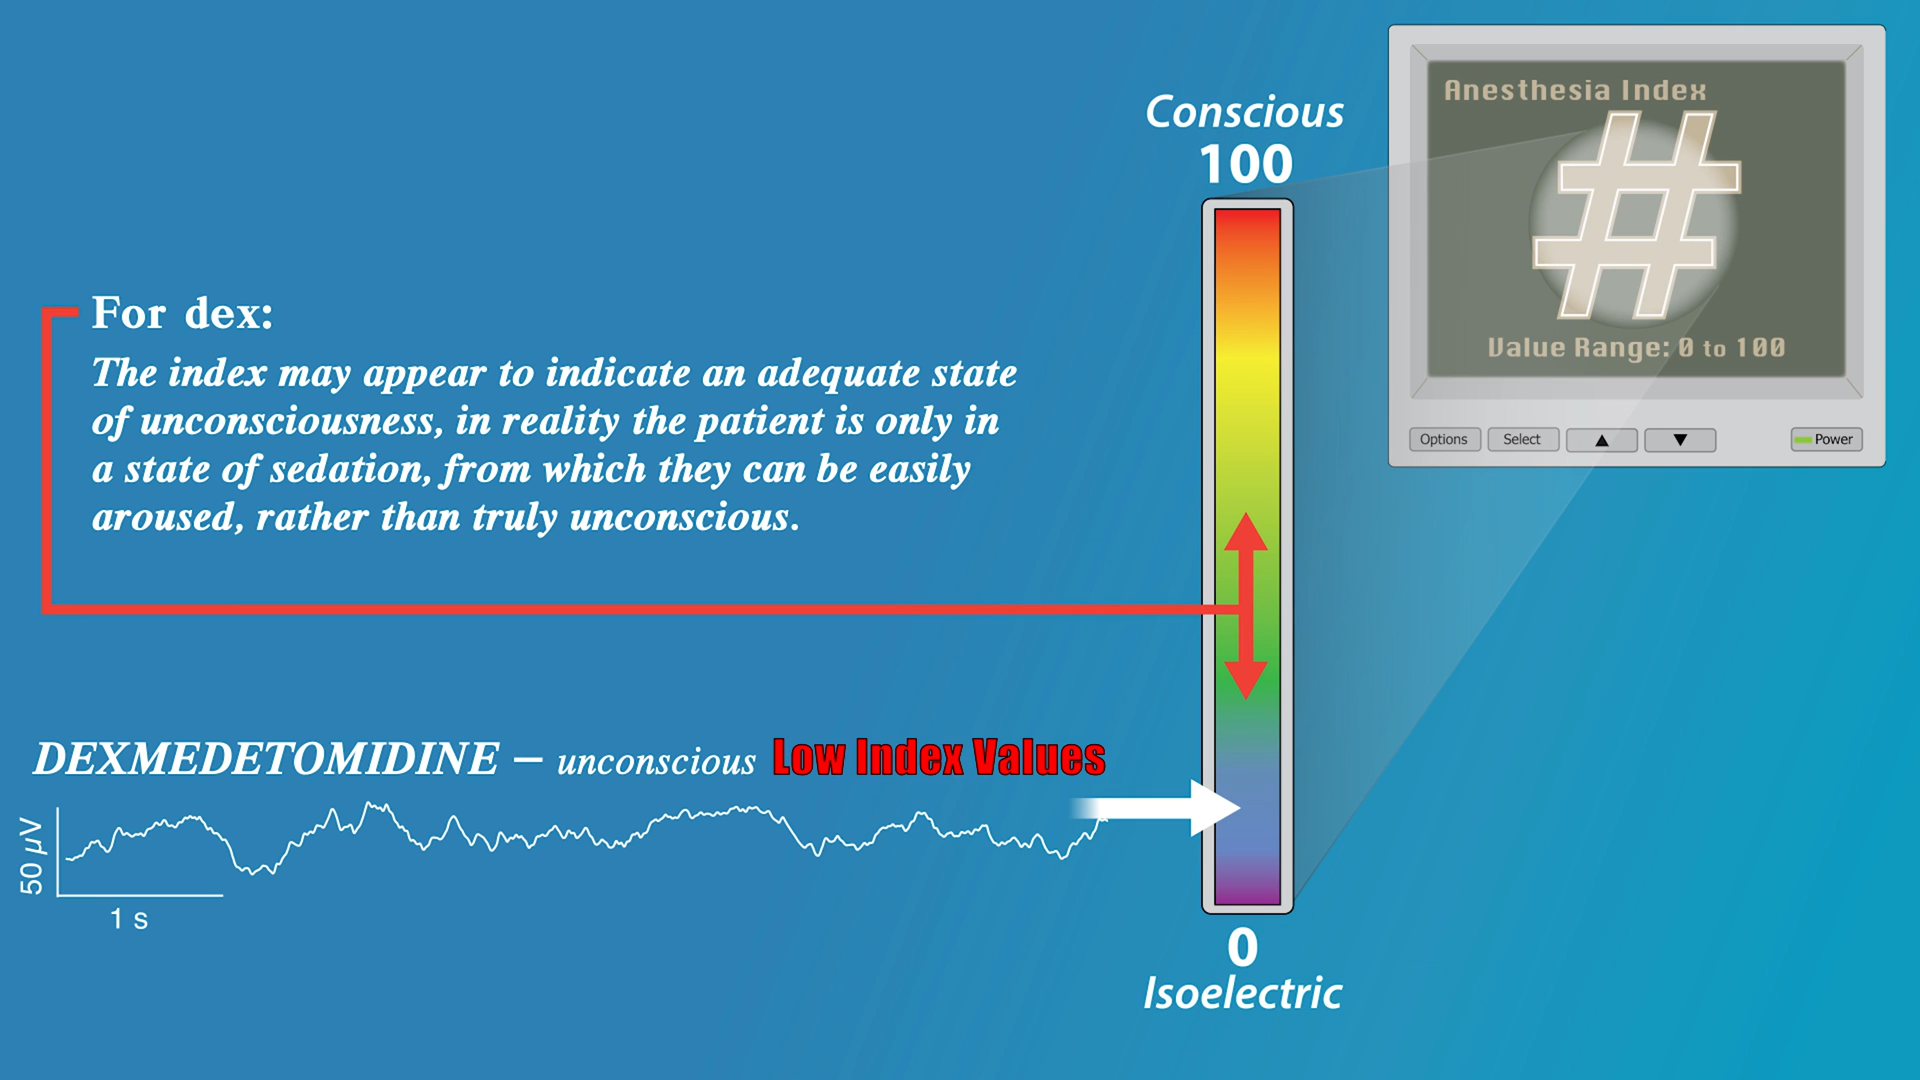 Anesthesia Index
#
Value Range: 0 to 100
Options
Select
Power
Conscious
100
For dex:
The index may appear to indicate an adequate state
of unconsciousness, in reality the patient is only in
a state of sedation, from which they can be easily
aroused, rather than truly unconscious.
DEXMEDETOMIDINE – unconscious Low Index Values
50 µV
1 s
0
Isoelectric